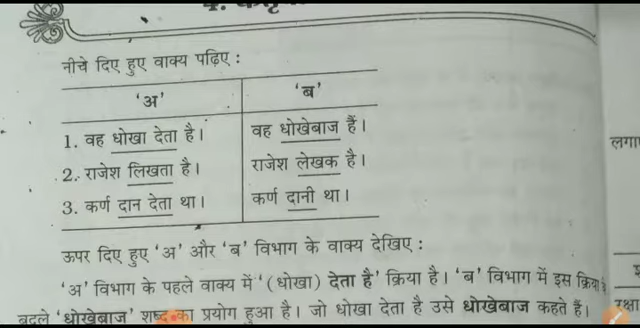 नीचे दिए हुए वाक्य पढ़िए :
'अ' 'ब'
1. वह धोखा देता है। वह धोखेबाज हैं।
2. राजेश लिखता है। राजेश लेखक है।
3. कर्ण दान देता था। कर्ण दानी था।
ऊपर दिए हुए 'अ' और 'ब' विभाग के वाक्य देखिए :
'अ' विभाग के पहले वाक्य में '(धोखा) देता है' क्रिया है। 'ब' विभाग में इस क्रिया के
बदले 'धोखेबाज' शब्द का प्रयोग हुआ है। जो धोखा देता है उसे धोखेबाज कहते हैं।
रक्षा